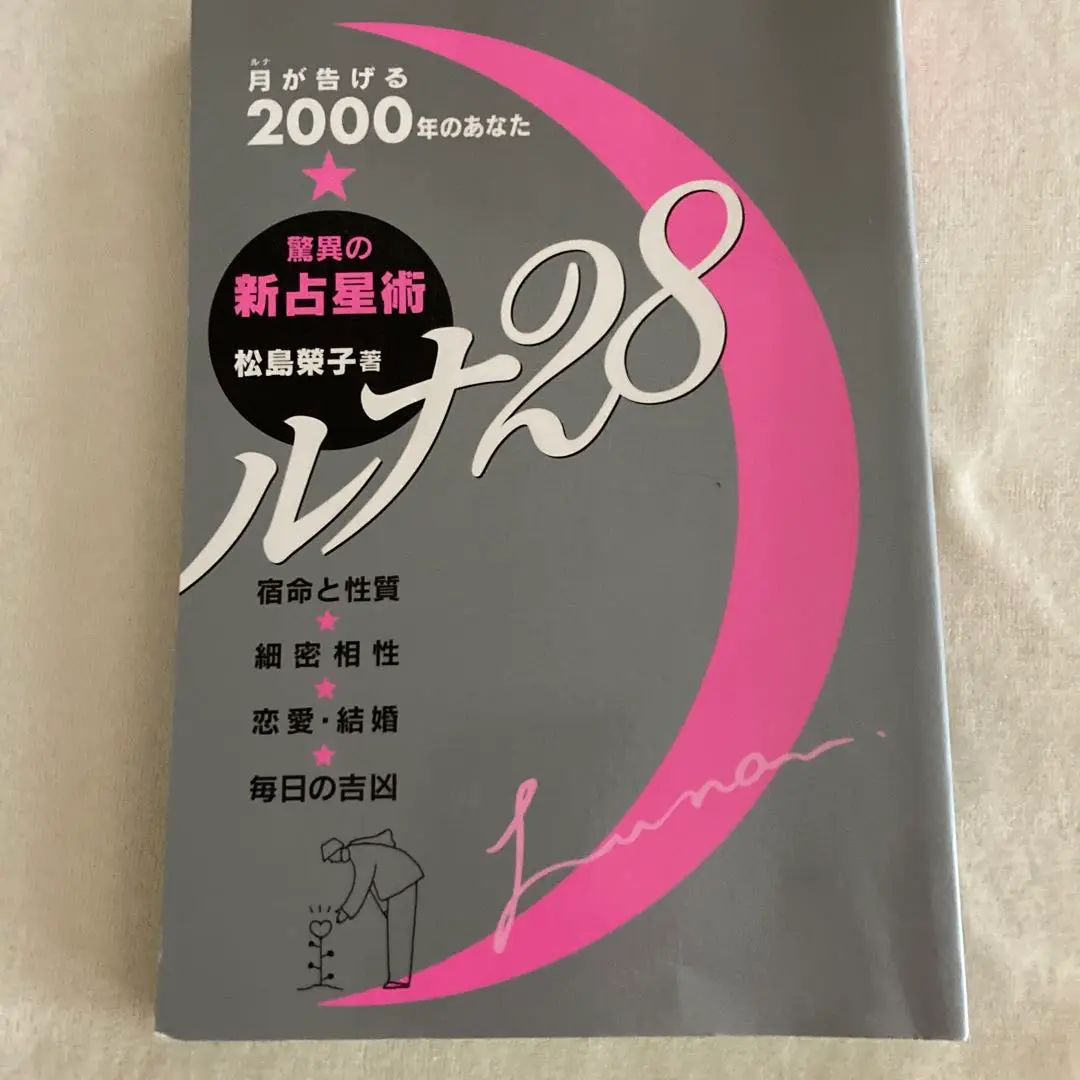 ルナ
月が告げる
2000年のあなた
驚異の
新占星術
松島榮子著
ルナの28
宿命と性質
細密相性
恋愛・結婚
毎日の吉凶
Luna